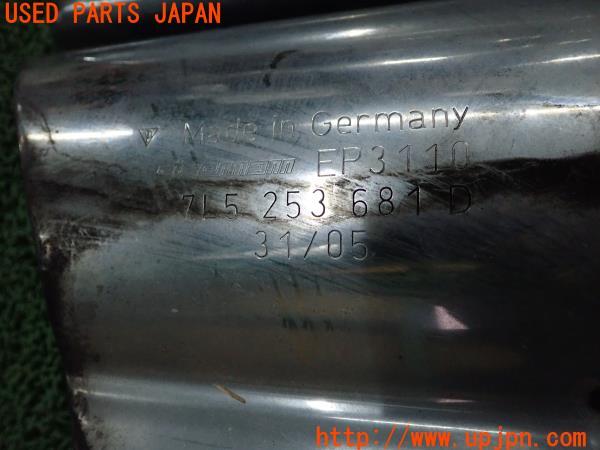 USED PARTS JAPAN
Made in Germany
EP3110
7L5 253 681 D
31/05
http://www.upjpn.com